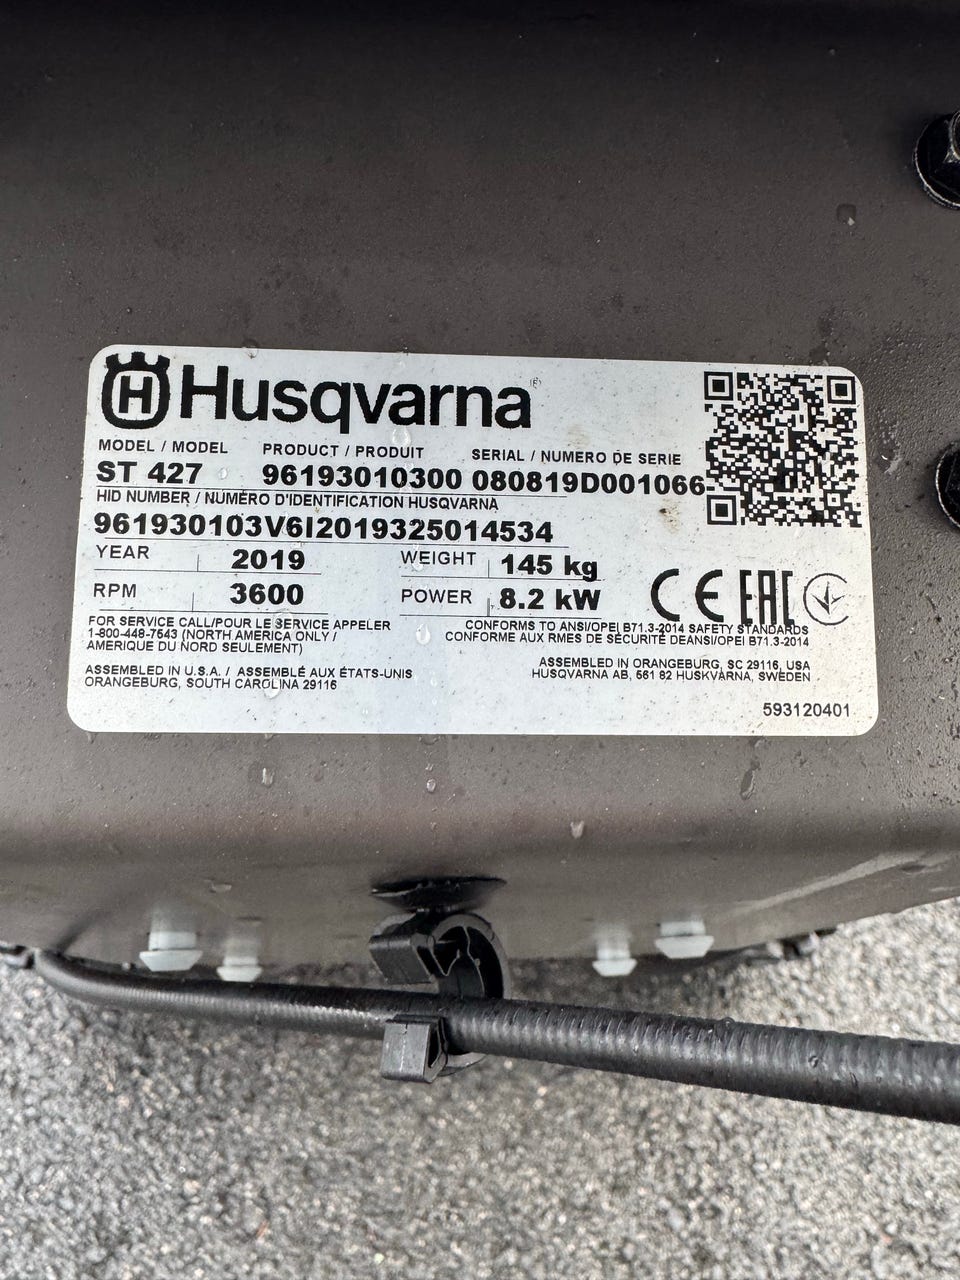 H Husqvarna®
MODEL / MODEL PRODUCT / PRODUIT SERIAL / NUMERO DE SERIE
ST 427 96193010300 080819D001066
HID NUMBER / NUMÉRO D'IDENTIFICATION HUSQVARNA
961930103V6I2019325014534
YEAR 2019 WEIGHT 145 kg
RPM 3600 POWER 8.2 kW
CE EAC
FOR SERVICE CALL/POUR LE SERVICE APPELER
1-800-448-7543 (NORTH AMERICA ONLY /
AMERIQUE DU NORD SEULEMENT)
CONFORMS TO ANSI/OPEI B71.3-2014 SAFETY STANDARDS
CONFORME AUX RMES DE SÉCURITÉ DEANSI/OPEI B71.3-2014
ASSEMBLED IN U.S.A. / ASSEMBLÉ AUX ÉTATS-UNIS
ORANGEBURG, SOUTH CAROLINA 29116
ASSEMBLED IN ORANGEBURG, SC 29116, USA
HUSQVARNA AB, 561 82 HUSKVARNA, SWEDEN
593120401